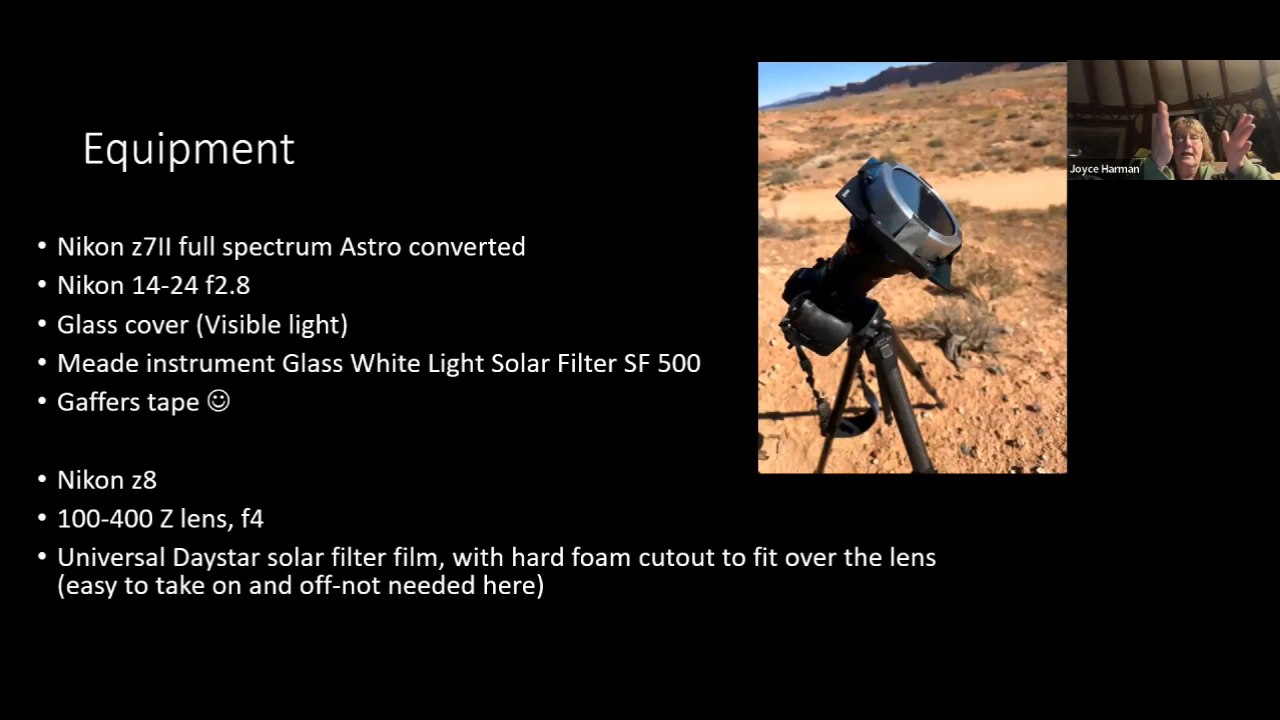 Equipment
• Nikon z7II full spectrum Astro converted
• Nikon 14-24 f2.8
• Glass cover (Visible light)
• Meade instrument Glass White Light Solar Filter SF 500
• Gaffers tape ☺
• Nikon z8
• 100-400 Z lens, f4
• Universal Daystar solar filter film, with hard foam cutout to fit over the lens
(easy to take on and off-not needed here)
Joyce Harman